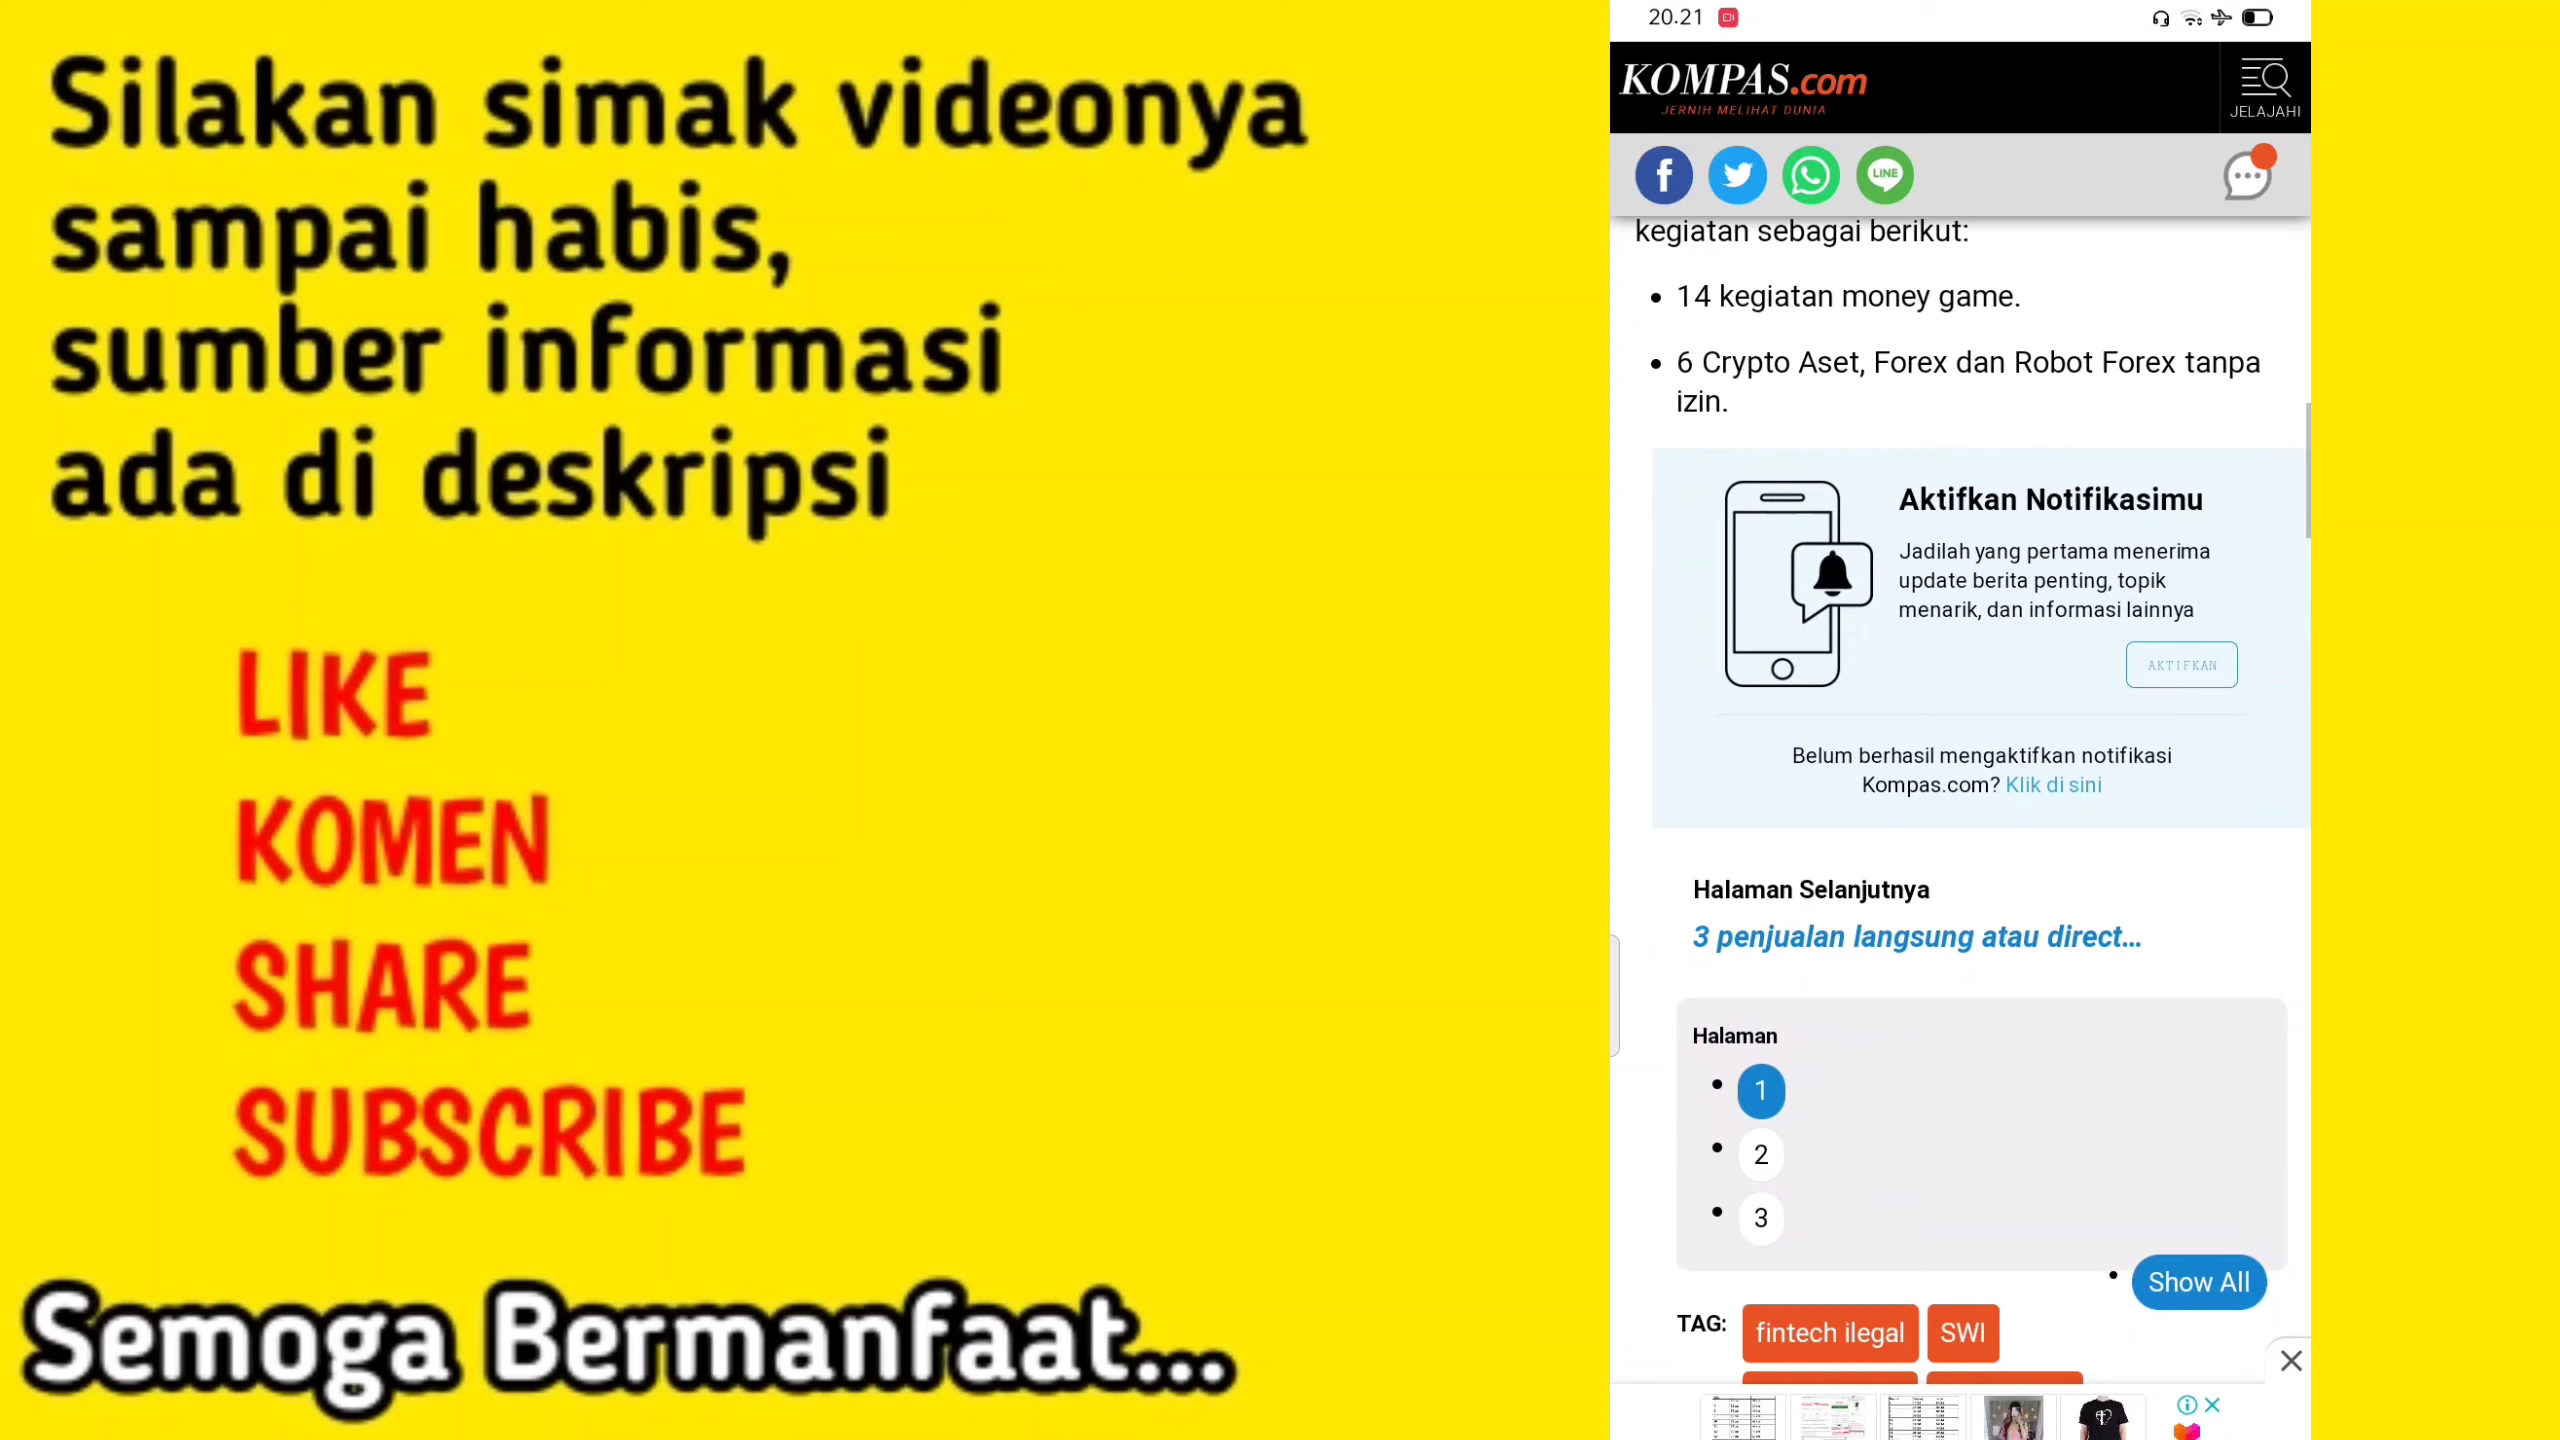 Silakan simak videonya
sampai habis,
sumber informasi
ada di deskripsi
LIKE
KOMEN
SHARE
SUBSCRIBE
Semoga Bermanfaat...
20.21
KOMPAS.com
JERNIH MELIHAT DUNIA
JELAJAHI
LINE
kegiatan sebagai berikut:
• 14 kegiatan money game.
• 6 Crypto Aset, Forex dan Robot Forex tanpa
izin.
Aktifkan Notifikasimu
Jadilah yang pertama menerima
update berita penting, topik
menarik, dan informasi lainnya
AKTIFKAN
Belum berhasil mengaktifkan notifikasi
Kompas.com? Klik di sini
Halaman Selanjutnya
3 penjualan langsung atau direct...
Halaman
• 1
• 2
• 3
• Show All
TAG: fintech ilegal SWI